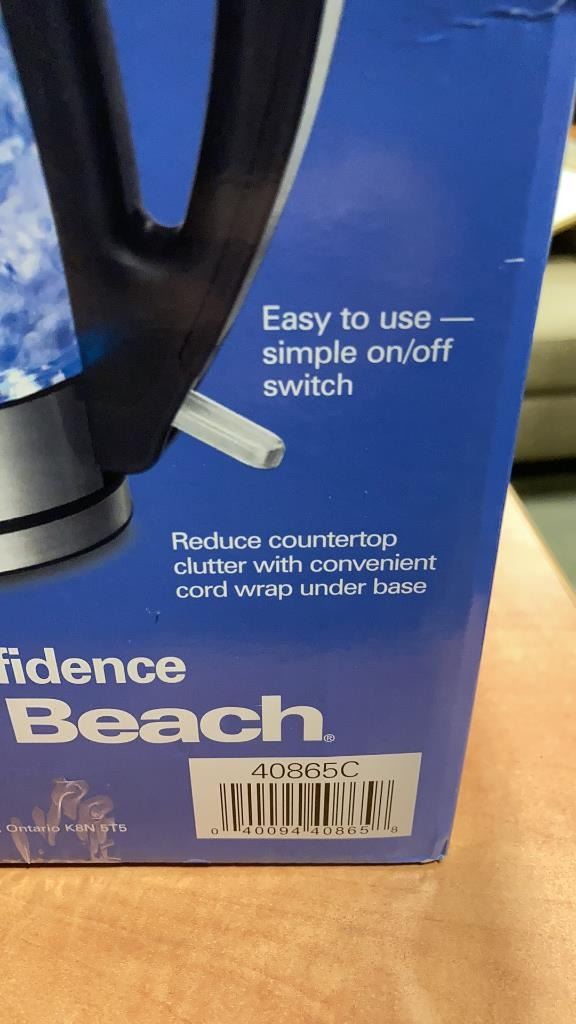 Easy to use —
simple on/off
switch
Reduce countertop
clutter with convenient
cord wrap under base
fidence
Beach®
40865C
0 40094 40865 8
Ontario K8N 5T5